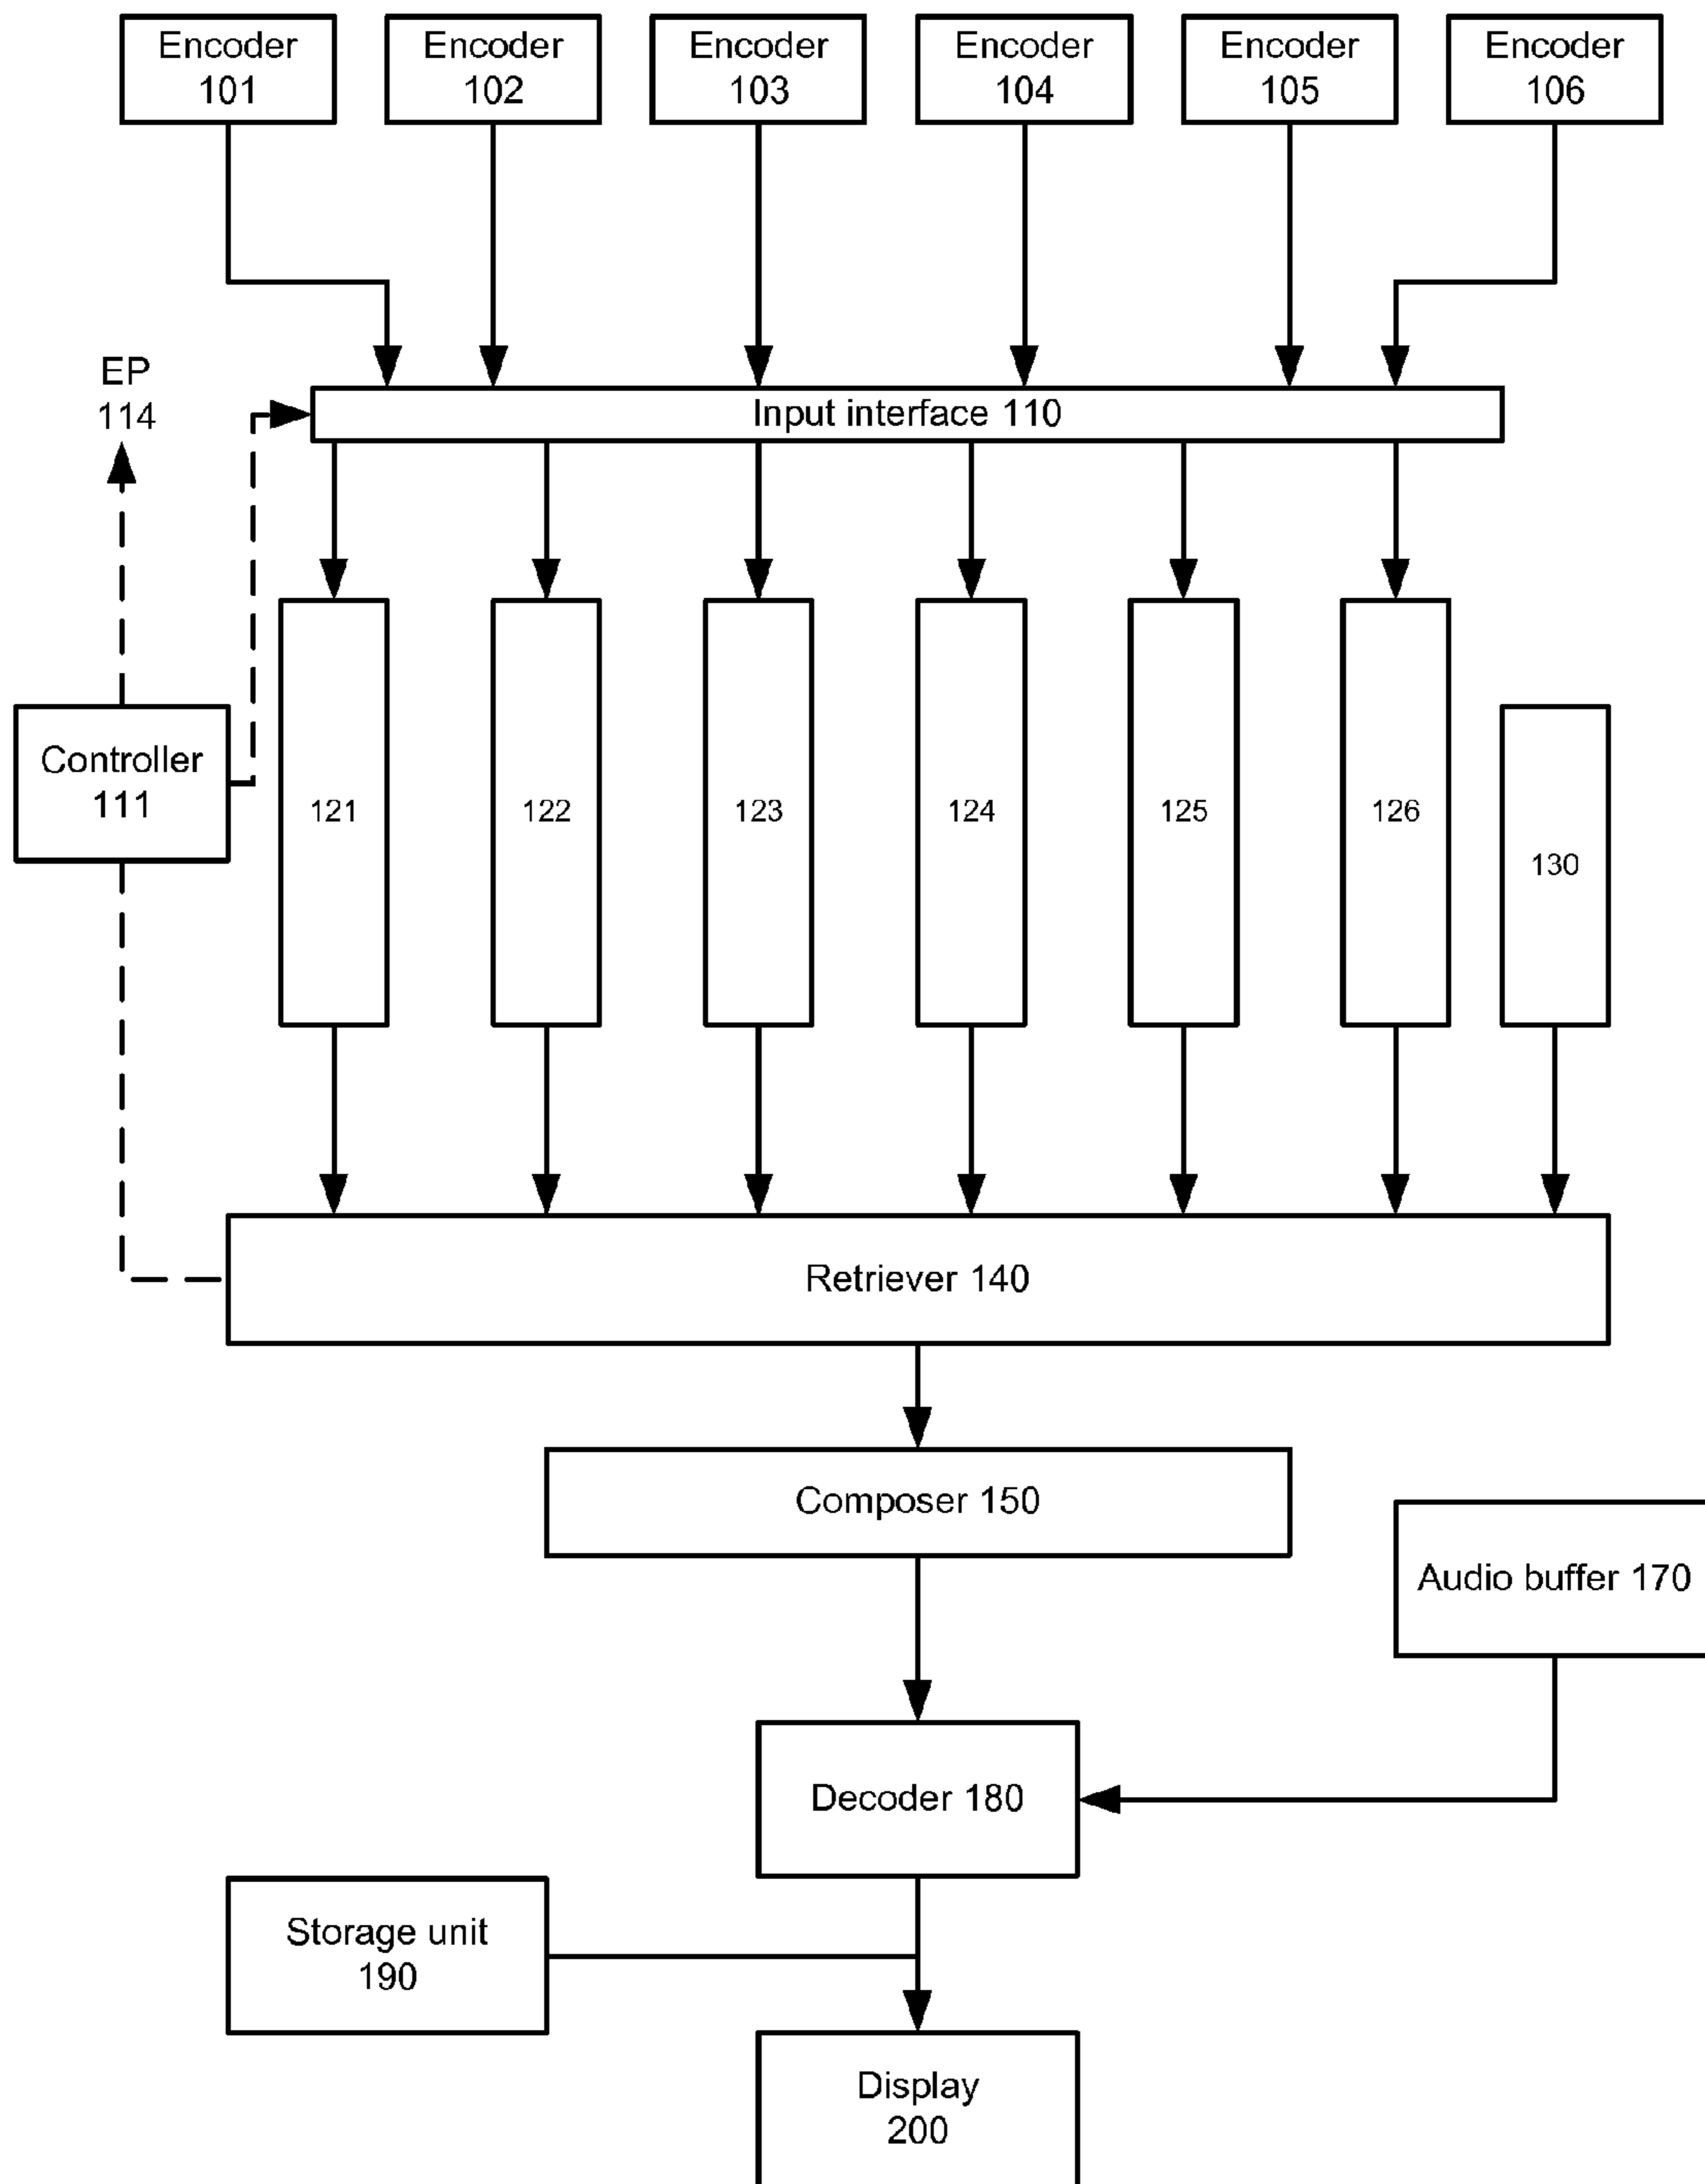 Encoder
101
Encoder
102
Encoder
103
Encoder
104
Encoder
105
Encoder
106
EP
114
Input interface 110
Controller
111
121
122
123
124
125
126
130
Retriever 140
Composer 150
Audio buffer 170
Decoder 180
Storage unit
190
Display
200